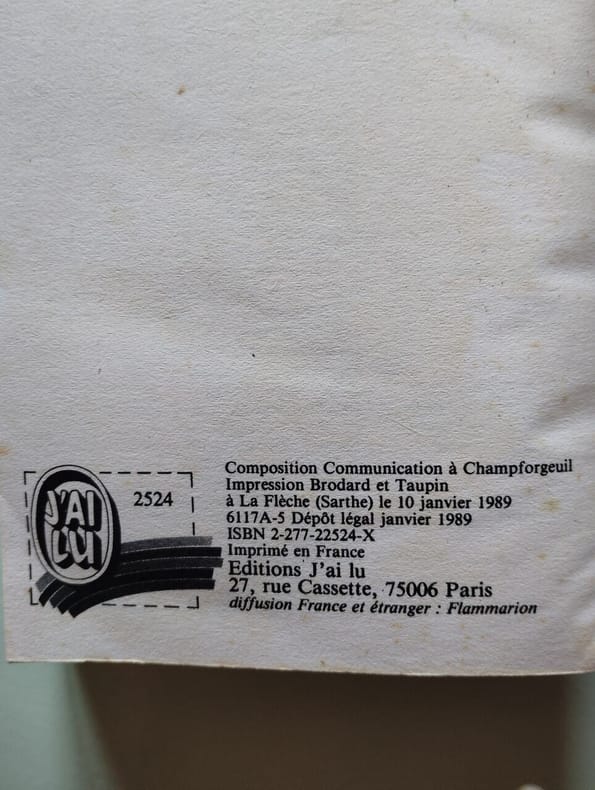 J'AI
LUI
2524
Composition Communication à Champforgeuil
Impression Brodard et Taupin
à La Flèche (Sarthe) le 10 janvier 1989
6117A-5 Dépôt légal janvier 1989
ISBN 2-277-22524-X
Imprimé en France
Editions J'ai lu
27, rue Cassette, 75006 Paris
diffusion France et étranger : Flammarion